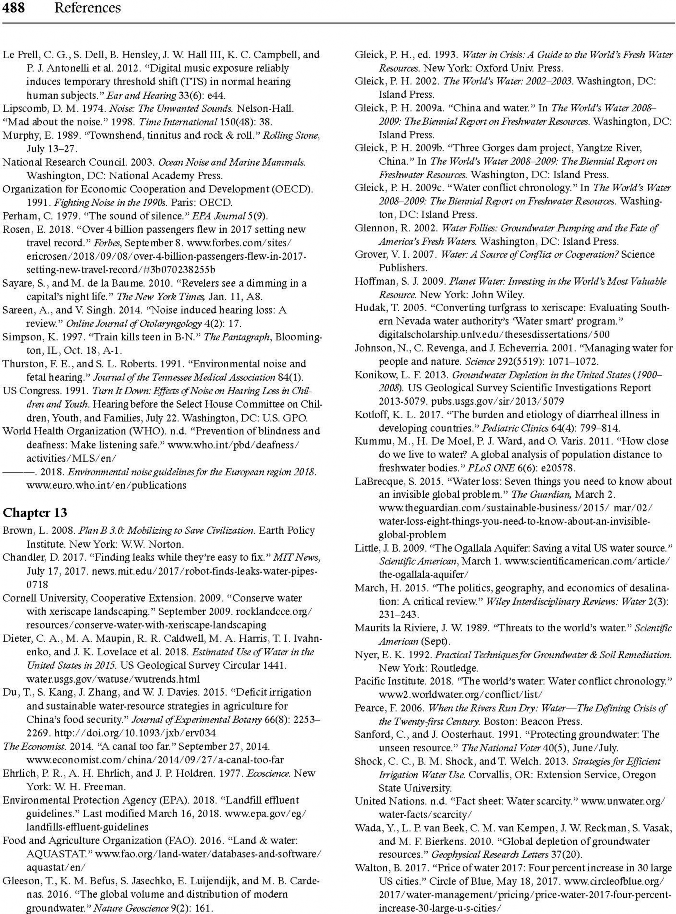 488 References
Le Prell, C. G., S. Dell, B. Hensley, J. W. Hall III, K. C. Campbell, and
P. J. Antonelli et al. 2012. “Digital music exposure reliably
induces temporary threshold shift (TTS) in normal hearing
human subjects.” Ear and Hearing 33(6): e44.
Lipscomb, D. M. 1974. Noise: The Unwanted Sounds. Nelson-Hall.
“Mad about the noise.” 1998. Time International 150(48): 38.
Murphy, E. 1989. “Townshend, tinnitus and rock & roll.” Rolling Stone,
July 13–27.
National Research Council. 2003. Ocean Noise and Marine Mammals.
Washington, DC: National Academy Press.
Organization for Economic Cooperation and Development (OECD).
1991. Fighting Noise in the 1990s. Paris: OECD.
Perham, C. 1979. “The sound of silence.” EPA Journal 5(9).
Rosen, E. 2018. “Over 4 billion passengers flew in 2017 setting new
travel record.” Forbes, September 8. www.forbes.com/sites/
ericrosen/2018/09/08/over-4-billion-passengers-flew-in-2017-
setting-new-travel-record/#3b070238255b
Sayare, S., and M. de la Baume. 2010. “Revelers see a dimming in a
capital’s night life.” The New York Times, Jan. 11, A8.
Sareen, A., and V. Singh. 2014. “Noise induced hearing loss: A
review.” Online Journal of Otolaryngology 4(2): 17.
Simpson, K. 1997. “Train kills teen in B-N.” The Pantagraph, Blooming-
ton, IL, Oct. 18, A-1.
Thurston, F. E., and S. L. Roberts. 1991. “Environmental noise and
fetal hearing.” Journal of the Tennessee Medical Association 84(1).
US Congress. 1991. Turn It Down: Effects of Noise on Hearing Loss in Chil-
dren and Youth. Hearing before the Select House Committee on Chil-
dren, Youth, and Families, July 22. Washington, DC: U.S. GPO.
World Health Organization (WHO). n.d. “Prevention of blindness and
deafness: Make listening safe.” www.who.int/pbd/deafness/
activities/MLS/en/
———. 2018. Environmental noise guidelines for the European region 2018.
www.euro.who.int/en/publications
Chapter 13
Brown, L. 2008. Plan B 3.0: Mobilizing to Save Civilization. Earth Policy
Institute. New York: W.W. Norton.
Chandler, D. 2017. “Finding leaks while they’re easy to fix.” MIT News,
July 17, 2017. news.mit.edu/2017/robot-finds-leaks-water-pipes-
0718
Cornell University, Cooperative Extension. 2009. “Conserve water
with xeriscape landscaping.” September 2009. rocklandcce.org/
resources/conserve-water-with-xeriscape-landscaping
Dieter, C. A., M. A. Maupin, R. R. Caldwell, M. A. Harris, T. I. Ivahn-
enko, and J. K. Lovelace et al. 2018. Estimated Use of Water in the
United States in 2015. US Geological Survey Circular 1441.
water.usgs.gov/watuse/wutrends.html
Du, T., S. Kang, J. Zhang, and W. J. Davies. 2015. “Deficit irrigation
and sustainable water-resource strategies in agriculture for
China’s food security.” Journal of Experimental Botany 66(8): 2253–
2269. http://doi.org/10.1093/jxb/erv034
The Economist. 2014. “A canal too far.” September 27, 2014.
www.economist.com/china/2014/09/27/a-canal-too-far
Ehrlich, P. R., A. H. Ehrlich, and J. P. Holdren. 1977. Ecoscience. New
York: W. H. Freeman.
Environmental Protection Agency (EPA). 2018. “Landfill effluent
guidelines.” Last modified March 16, 2018. www.epa.gov/eg/
landfills-effluent-guidelines
Food and Agriculture Organization (FAO). 2016. “Land & water:
AQUASTAT.” www.fao.org/land-water/databases-and-software/
aquastat/en/
Gleeson, T., K. M. Befus, S. Jasechko, E. Luijendijk, and M. B. Carde-
nas. 2016. “The global volume and distribution of modern
groundwater.” Nature Geoscience 9(2): 161.
Gleick, P. H., ed. 1993. Water in Crisis: A Guide to the World’s Fresh Water
Resources. New York: Oxford Univ. Press.
Gleick, P. H. 2002. The World’s Water: 2002–2003. Washington, DC:
Island Press.
Gleick, P. H. 2009a. “China and water.” In The World’s Water 2008–
2009: The Biennial Report on Freshwater Resources. Washington, DC:
Island Press.
Gleick, P. H. 2009b. “Three Gorges dam project, Yangtze River,
China.” In The World’s Water 2008–2009: The Biennial Report on
Freshwater Resources. Washington, DC: Island Press.
Gleick, P. H. 2009c. “Water conflict chronology.” In The World’s Water
2008–2009: The Biennial Report on Freshwater Resources. Washing-
ton, DC: Island Press.
Glennon, R. 2002. Water Follies: Groundwater Pumping and the Fate of
America’s Fresh Waters. Washington, DC: Island Press.
Grover, V. I. 2007. Water: A Source of Conflict or Cooperation? Science
Publishers.
Hoffman, S. J. 2009. Planet Water: Investing in the World’s Most Valuable
Resource. New York: John Wiley.
Hudak, T. 2005. “Converting turfgrass to xeriscape: Evaluating South-
ern Nevada water authority’s ‘Water smart’ program.”
digitalscholarship.unlv.edu/thesesdissertations/500
Johnson, N., C. Revenga, and J. Echeverria. 2001. “Managing water for
people and nature. Science 292(5519): 1071–1072.
Konikow, L. F. 2013. Groundwater Depletion in the United States (1900–
2008). US Geological Survey Scientific Investigations Report
2013-5079. pubs.usgs.gov/sir/2013/5079
Kotloff, K. L. 2017. “The burden and etiology of diarrheal illness in
developing countries.” Pediatric Clinics 64(4): 799–814.
Kummu, M., H. De Moel, P. J. Ward, and O. Varis. 2011. “How close
do we live to water? A global analysis of population distance to
freshwater bodies.” PLoS ONE 6(6): e20578.
LaBrecque, S. 2015. “Water loss: Seven things you need to know about
an invisible global problem.” The Guardian, March 2.
www.theguardian.com/sustainable-business/2015/ mar/02/
water-loss-eight-things-you-need-to-know-about-an-invisible-
global-problem
Little, J. B. 2009. “The Ogallala Aquifer: Saving a vital US water source.”
Scientific American, March 1. www.scientificamerican.com/article/
the-ogallala-aquifer/
March, H. 2015. “The politics, geography, and economics of desalina-
tion: A critical review.” Wiley Interdisciplinary Reviews: Water 2(3):
231–243.
Maurits la Riviere, J. W. 1989. “Threats to the world’s water.” Scientific
American (Sept).
Nyer, E. K. 1992. Practical Techniques for Groundwater & Soil Remediation.
New York: Routledge.
Pacific Institute. 2018. “The world’s water: Water conflict chronology.”
www2.worldwater.org/conflict/list/
Pearce, F. 2006. When the Rivers Run Dry: Water—The Defining Crisis of
the Twenty-first Century. Boston: Beacon Press.
Sanford, C., and J. Oosterhaut. 1991. “Protecting groundwater: The
unseen resource.” The National Voter 40(5), June/July.
Shock, C. C., B. M. Shock, and T. Welch. 2013. Strategies for Efficient
Irrigation Water Use. Corvallis, OR: Extension Service, Oregon
State University.
United Nations. n.d. “Fact sheet: Water scarcity.” www.unwater.org/
water-facts/scarcity/
Wada, Y., L. P. van Beek, C. M. van Kempen, J. W. Reckman, S. Vasak,
and M. F. Bierkens. 2010. “Global depletion of groundwater
resources.” Geophysical Research Letters 37(20).
Walton, B. 2017. “Price of water 2017: Four percent increase in 30 large
US cities.” Circle of Blue, May 18, 2017. www.circleofblue.org/
2017/water-management/pricing/price-water-2017-four-percent-
increase-30-large-u-s-cities/